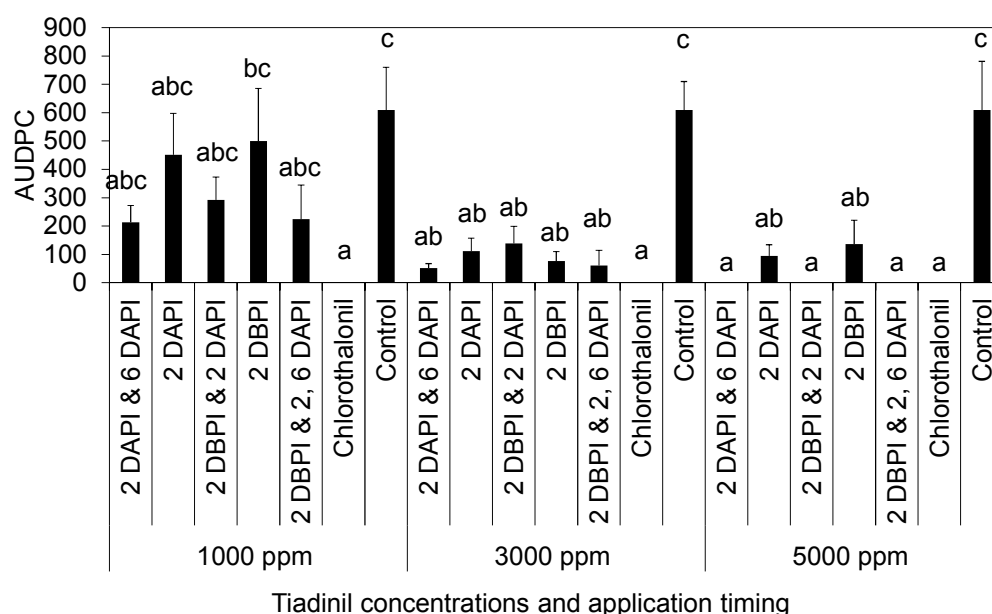 AUDPC
900
800
700
600
500
400
300
200
100
0
abc
abc
abc
bc
abc
a
c
ab
ab
ab
ab
ab
a
c
a
ab
a
ab
a
a
c
2 DAPI & 6 DAPI
2 DAPI
2 DBPI & 2 DAPI
2 DBPI
2 DBPI & 2, 6 DAPI
Chlorothalonil
Control
2 DAPI & 6 DAPI
2 DAPI
2 DBPI & 2 DAPI
2 DBPI
2 DBPI & 2, 6 DAPI
Chlorothalonil
Control
2 DAPI & 6 DAPI
2 DAPI
2 DBPI & 2 DAPI
2 DBPI
2 DBPI & 2, 6 DAPI
Chlorothalonil
Control
1000 ppm
3000 ppm
5000 ppm
Tiadinil concentrations and application timing